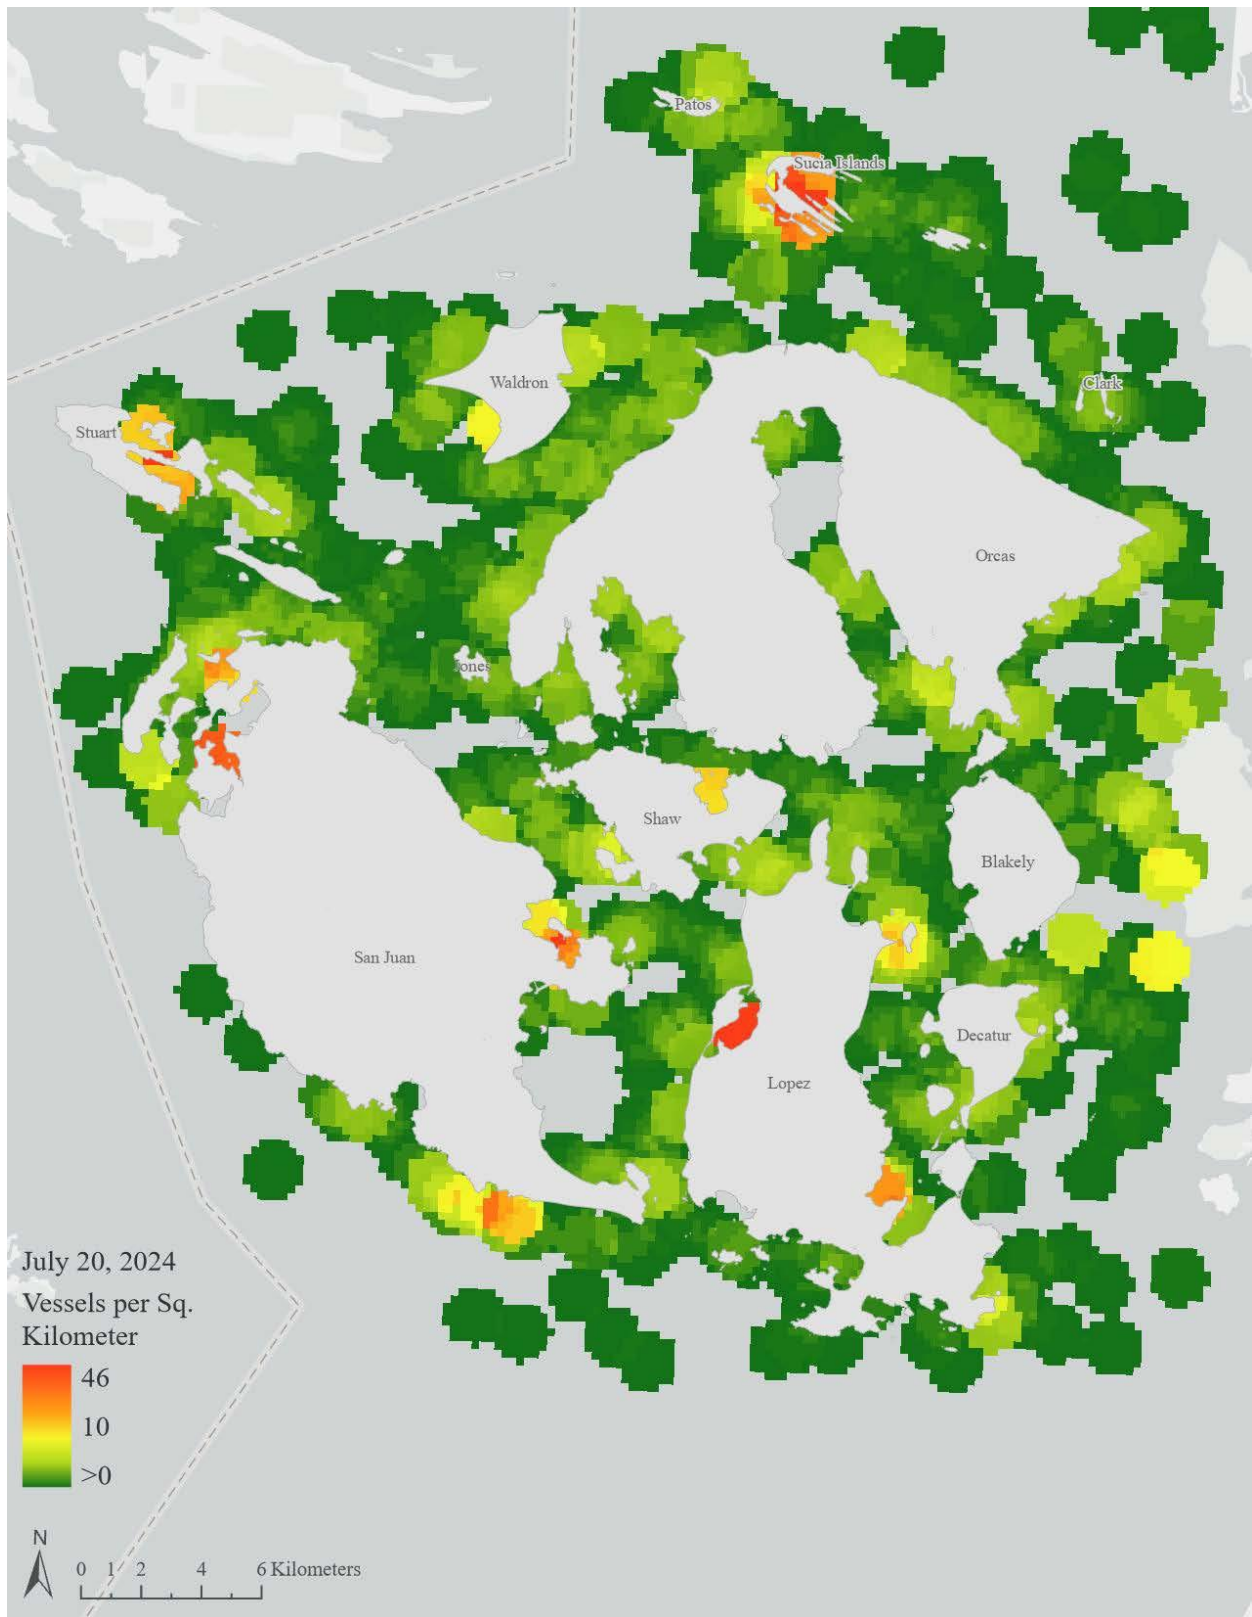 Patos
Sucia Islands
Waldron
Clark
Stuart
Orcas
Jones
Shaw
Blakely
San Juan
Decatur
Lopez
July 20, 2024
Vessels per Sq.
Kilometer
46
10
>0
N
0 1 2 4 6 Kilometers